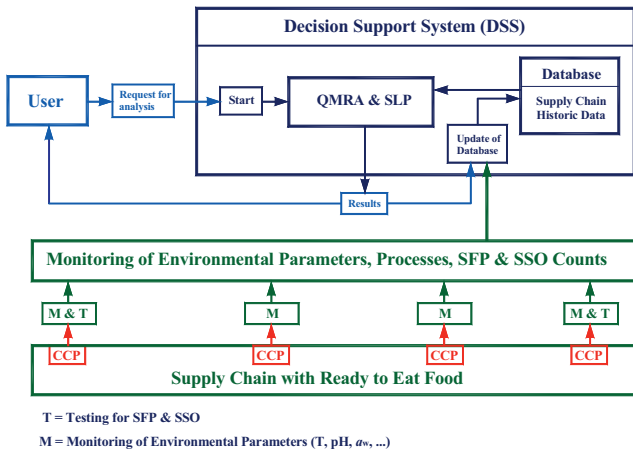 Decision Support System (DSS)
User
Request for
analysis
Start
QMRA & SLP
Database
Supply Chain
Historic Data
Update of
Database
Results
Monitoring of Environmental Parameters, Processes, SFP & SSO Counts
M & T
M
M
M & T
CCP
CCP
CCP
CCP
Supply Chain with Ready to Eat Food
T = Testing for SFP & SSO
M = Monitoring of Environmental Parameters (T, pH, aw, ...)